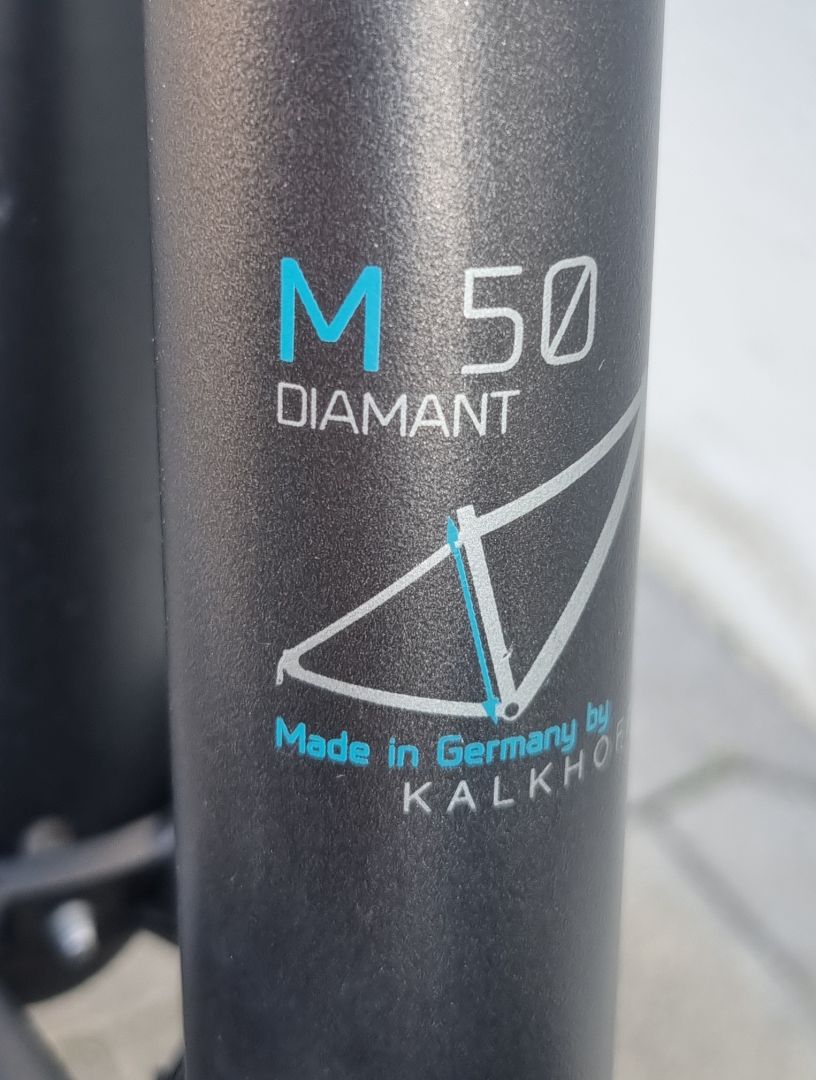 M 50
DIAMANT
Made in Germany by
KALKHOF